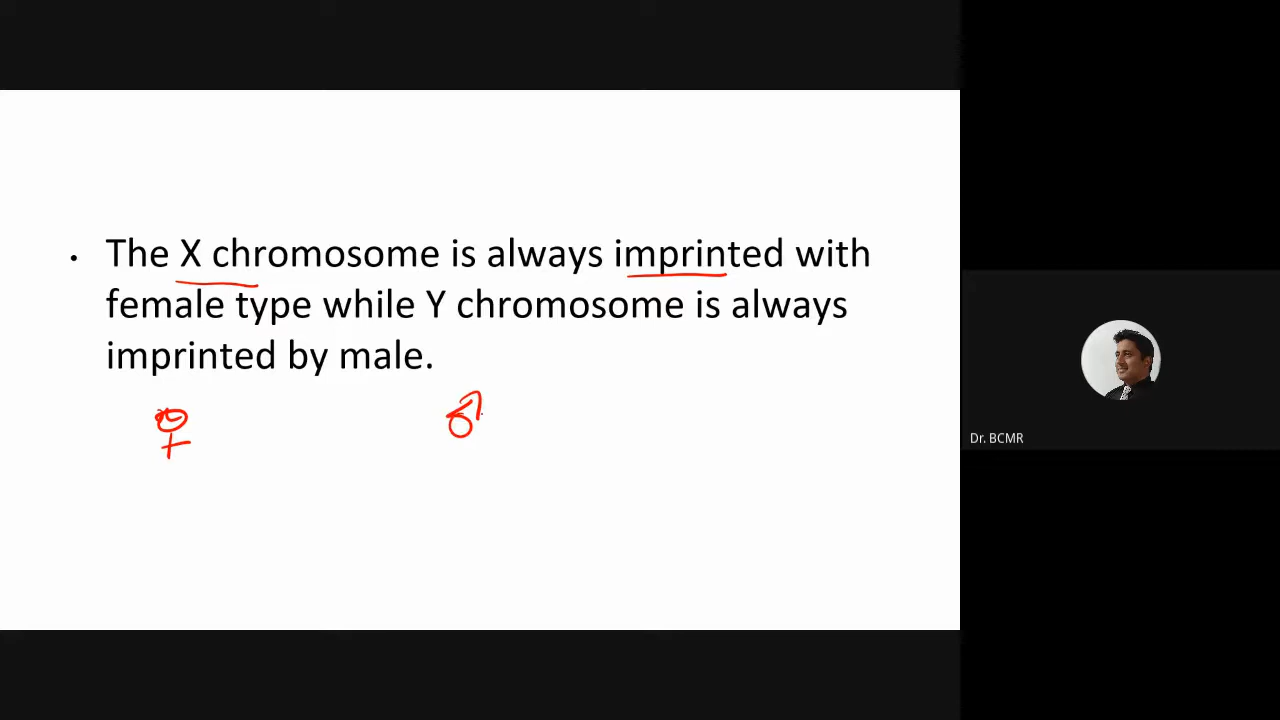 • The X chromosome is always imprinted with
female type while Y chromosome is always
imprinted by male.
♀ ♂
Dr. BCMR